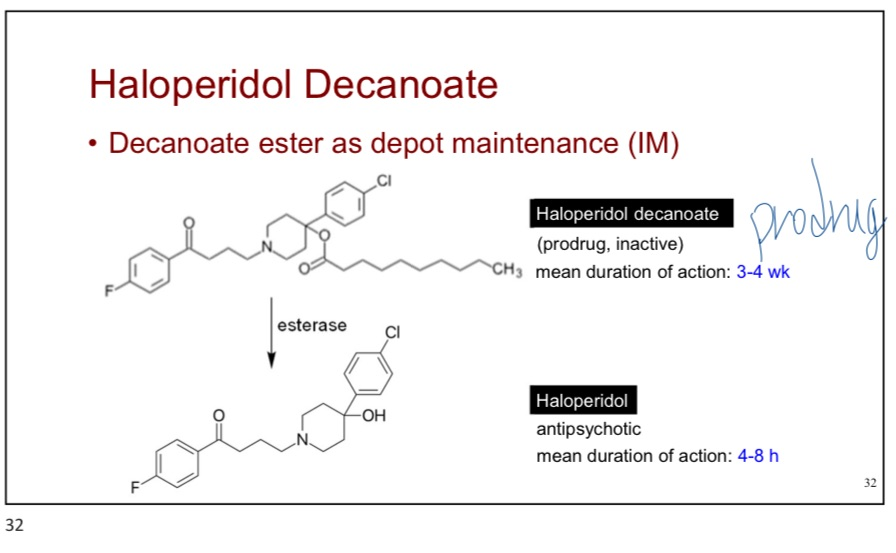 Haloperidol Decanoate
• Decanoate ester as depot maintenance (IM)
Cl
O
N
O
O
CH3
F
Haloperidol decanoate
prodrug
(prodrug, inactive)
mean duration of action: 3-4 wk
esterase
Cl
O
N
OH
F
Haloperidol
antipsychotic
mean duration of action: 4-8 h
32
32